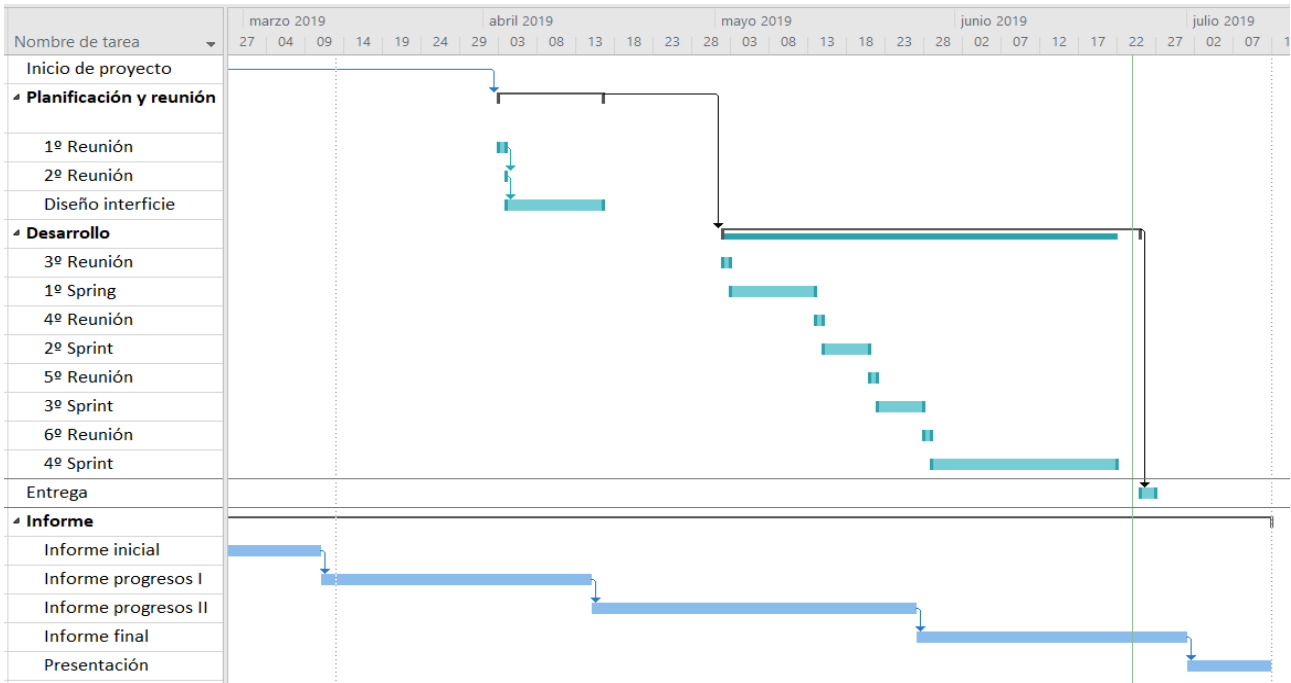 marzo 2019 abril 2019 mayo 2019 junio 2019 julio 2019
Nombre de tarea 27 04 09 14 19 24 29 03 08 13 18 23 28 03 08 13 18 23 28 02 07 12 17 22 27 02 07 1
Inicio de proyecto
Planificación y reunión
1º Reunión
2º Reunión
Diseño interficie
Desarrollo
3º Reunión
1º Spring
4º Reunión
2º Sprint
5º Reunión
3º Sprint
6º Reunión
4º Sprint
Entrega
Informe
Informe inicial
Informe progresos I
Informe progresos II
Informe final
Presentación